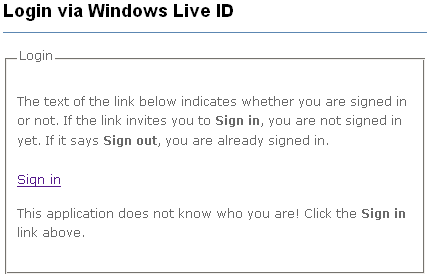 Login via Windows Live ID
Login
The text of the link below indicates whether you are signed in
or not. If the link invites you to Sign in, you are not signed in
yet. If it says Sign out, you are already signed in.
Sign in
This application does not know who you are! Click the Sign in
link above.